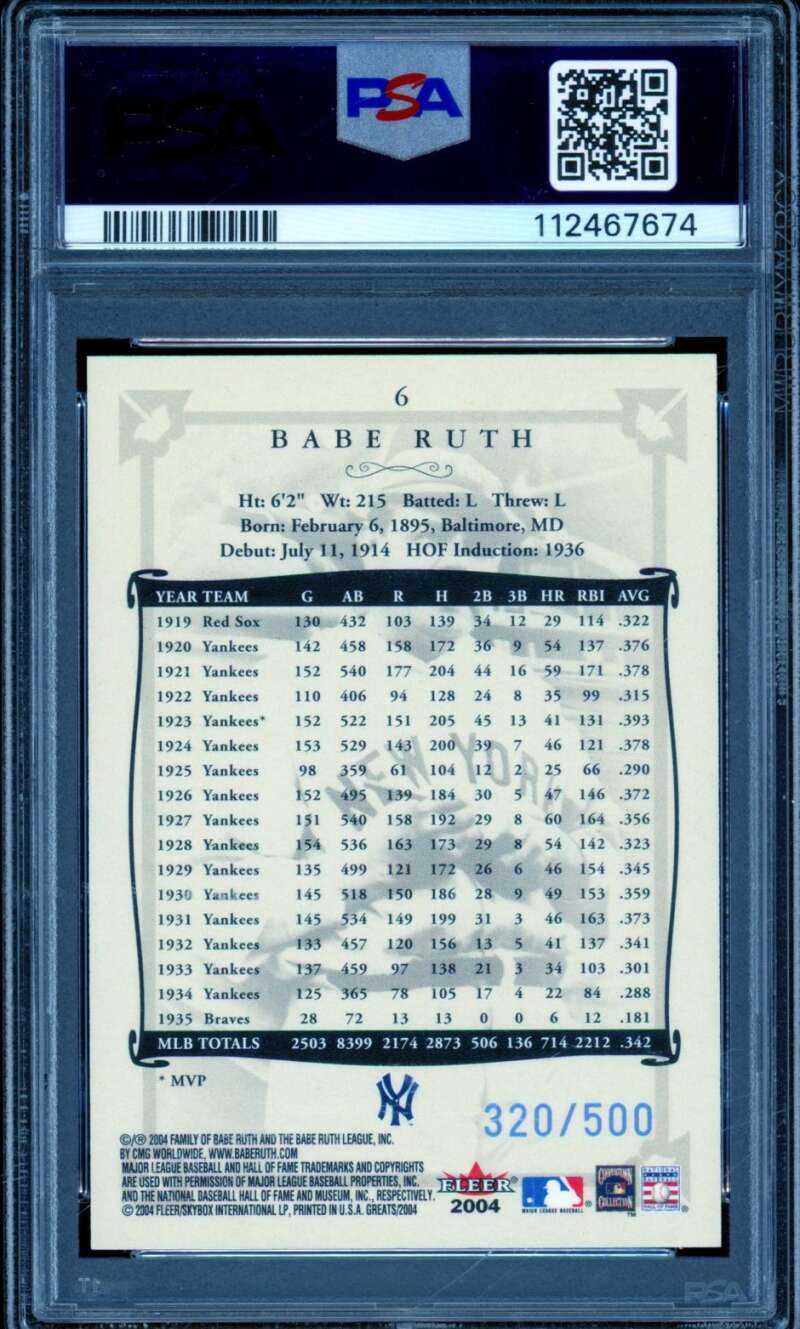 PSA
112467674
6
BABE RUTH
Ht: 6'2" Wt: 215 Batted: L Threw: L
Born: February 6, 1895, Baltimore, MD
Debut: July 11, 1914 HOF Induction: 1936
YEAR TEAM G AB R H 2B 3B HR RBI AVG
1919 Red Sox 130 432 103 139 34 12 29 114 .322
1920 Yankees 142 458 158 172 36 9 54 137 .376
1921 Yankees 152 540 177 204 44 16 59 171 .378
1922 Yankees 110 406 94 128 24 8 35 99 .315
1923 Yankees* 152 522 151 205 45 13 41 131 .393
1924 Yankees 153 529 143 200 39 7 46 121 .378
1925 Yankees 98 359 61 104 12 2 25 66 .290
1926 Yankees 152 495 139 184 30 5 47 146 .372
1927 Yankees 151 540 158 192 29 8 60 164 .356
1928 Yankees 154 536 163 173 29 8 54 142 .323
1929 Yankees 135 499 121 172 26 6 46 154 .345
1930 Yankees 145 518 150 186 28 9 49 153 .359
1931 Yankees 145 534 149 199 31 3 46 163 .373
1932 Yankees 133 457 120 156 13 5 41 137 .341
1933 Yankees 137 459 97 138 21 3 34 103 .301
1934 Yankees 125 365 78 105 17 4 22 84 .288
1935 Braves 28 72 13 13 0 0 6 12 .181
MLB TOTALS 2503 8399 2174 2873 506 136 714 2212 .342
* MVP
NY
320/500
©/® 2004 FAMILY OF BABE RUTH AND THE BABE RUTH LEAGUE, INC.
BY CMG WORLDWIDE, WWW.BABERUTH.COM
MAJOR LEAGUE BASEBALL AND HALL OF FAME TRADEMARKS AND COPYRIGHTS
ARE USED WITH PERMISSION OF MAJOR LEAGUE BASEBALL PROPERTIES, INC.
AND THE NATIONAL BASEBALL HALL OF FAME AND MUSEUM, INC., RESPECTIVELY.
© 2004 FLEER/SKYBOX INTERNATIONAL LP, PRINTED IN U.S.A. GREATS/2004
FLEER®
2004
MAJOR LEAGUE BASEBALL ®
COOPERSTOWN
COLLECTION
TM
NATIONAL
BASEBALL
HALL OF FAME
®
NEW YORK
PSA